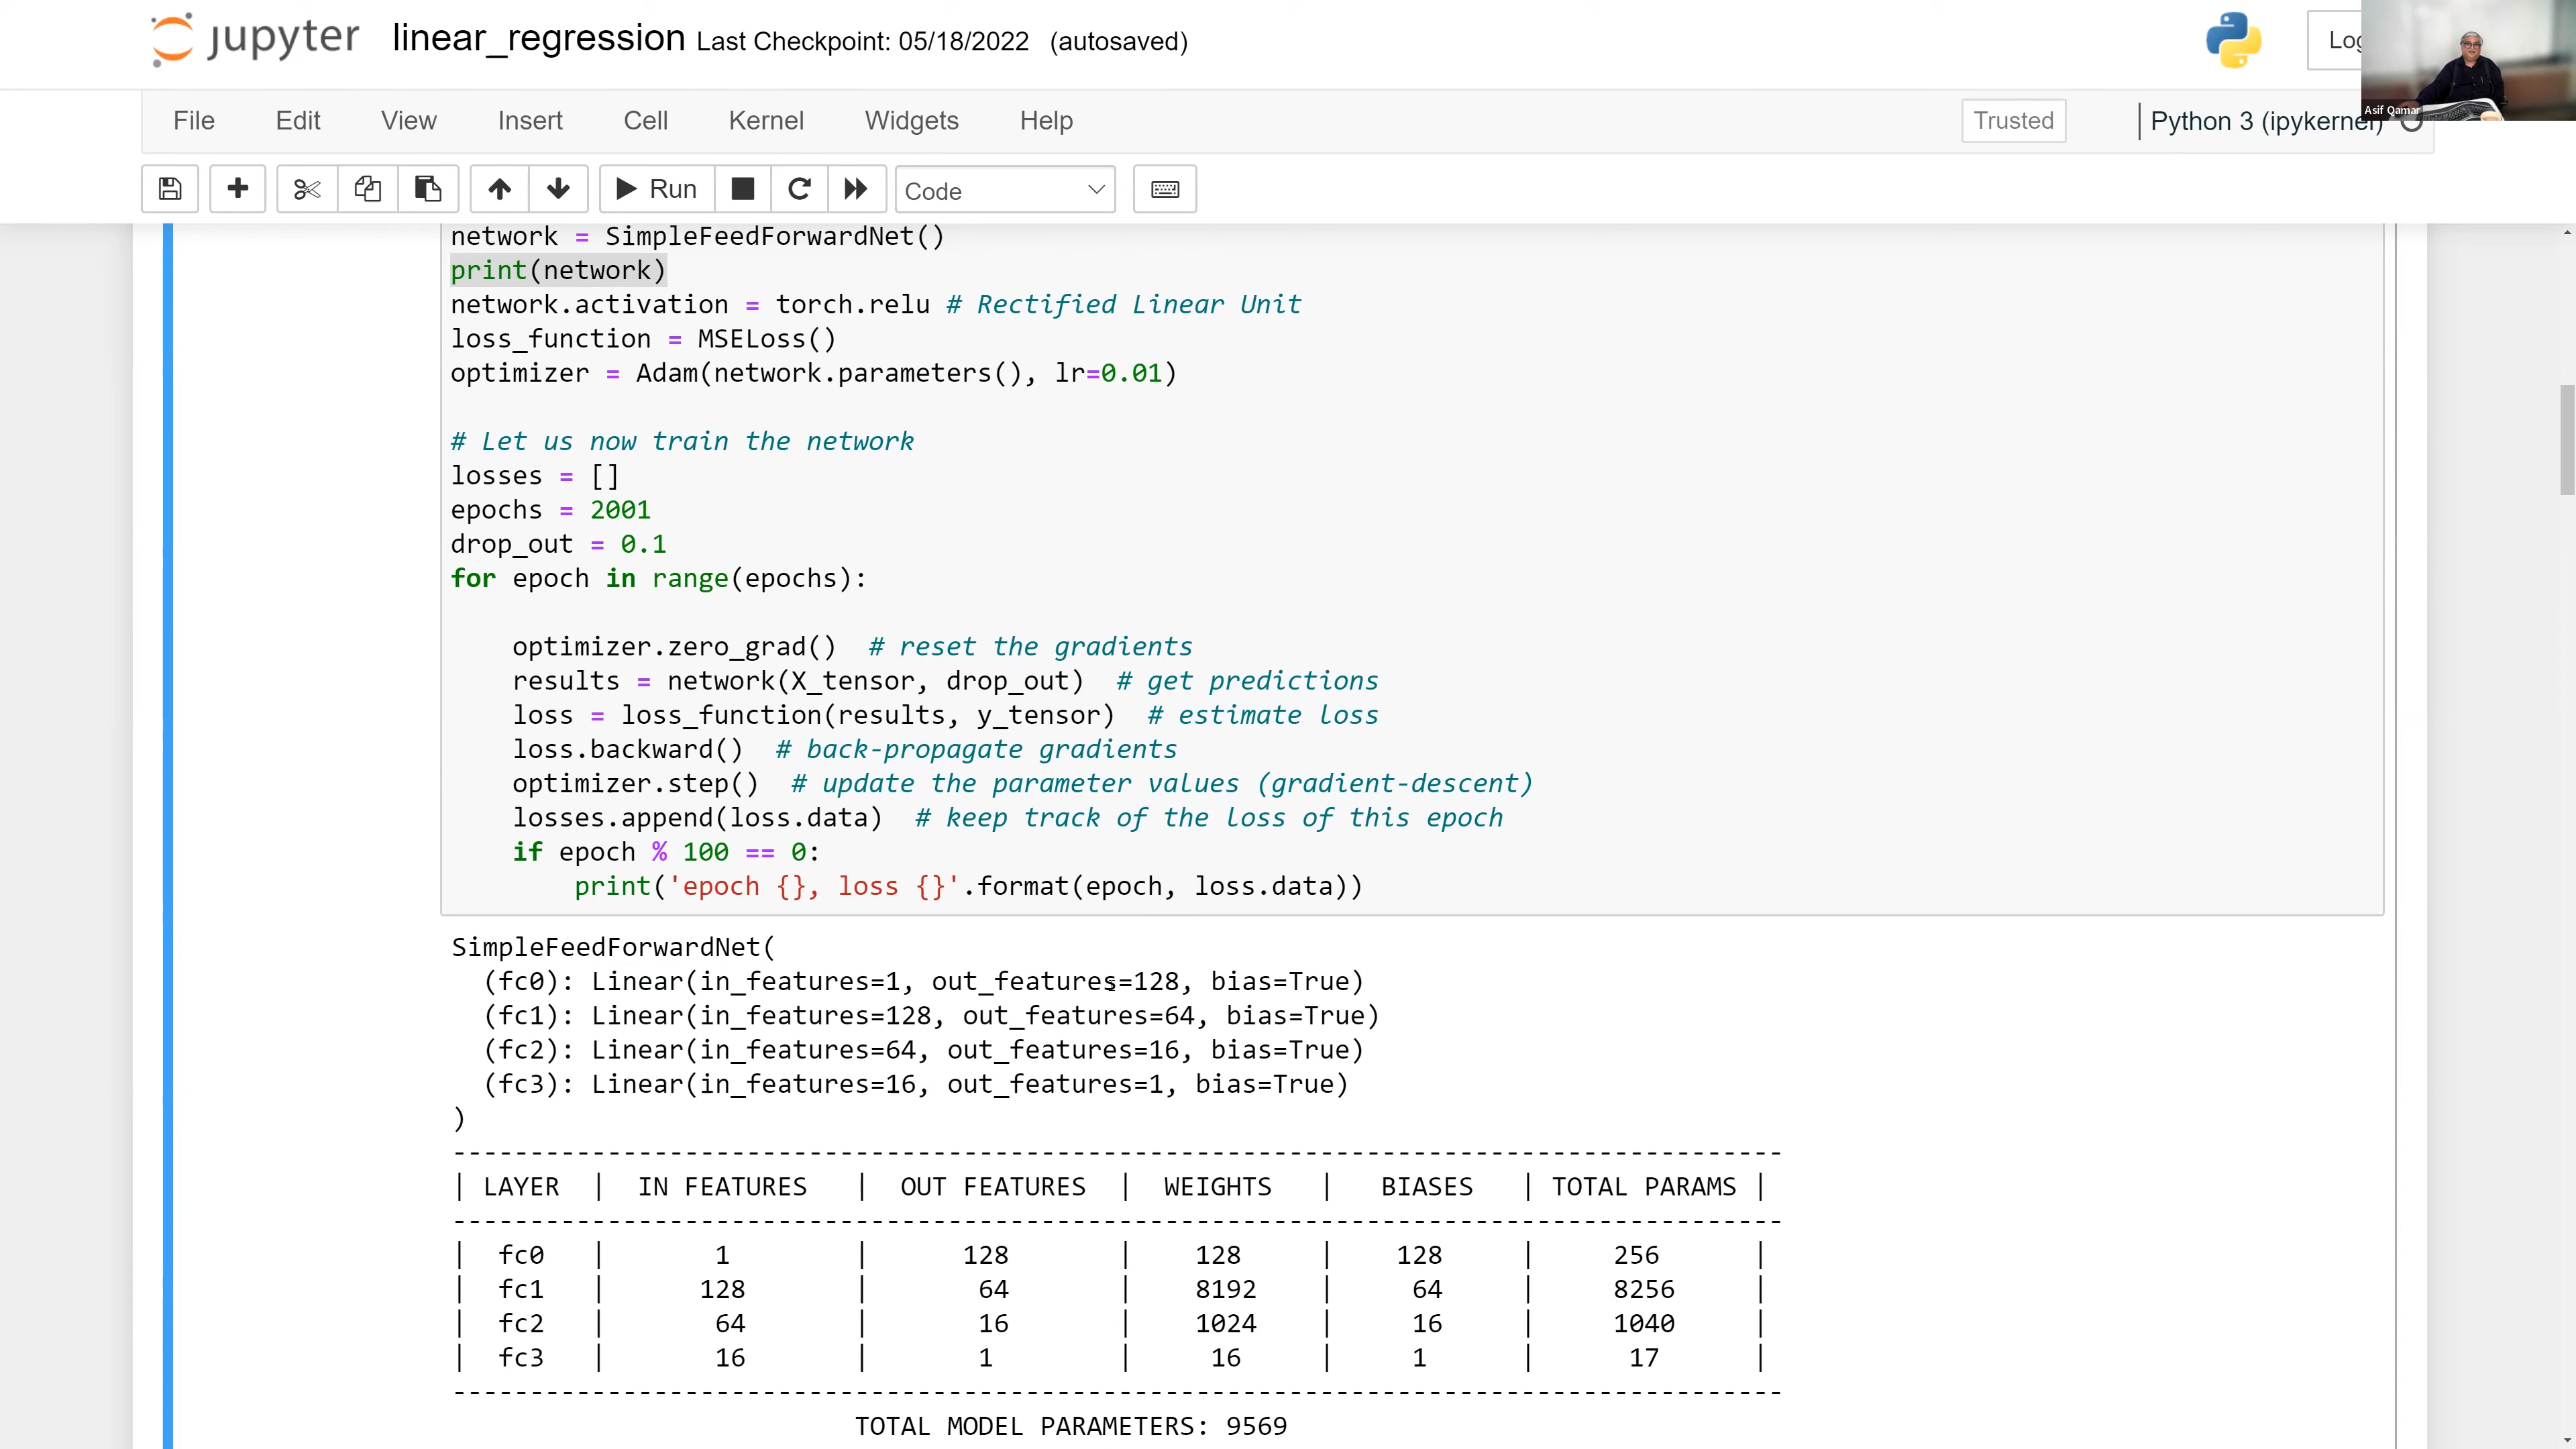 jupyter linear_regression Last Checkpoint: 05/18/2022 (autosaved)
Asif Qamar
File Edit View Insert Cell Kernel Widgets Help Trusted Python 3 (ipykernel)
Run Code
network = SimpleFeedForwardNet()
print(network)
network.activation = torch.relu # Rectified Linear Unit
loss_function = MSELoss()
optimizer = Adam(network.parameters(), lr=0.01)
# Let us now train the network
losses = []
epochs = 2001
drop_out = 0.1
for epoch in range(epochs):
optimizer.zero_grad() # reset the gradients
results = network(X_tensor, drop_out) # get predictions
loss = loss_function(results, y_tensor) # estimate loss
loss.backward() # back-propagate gradients
optimizer.step() # update the parameter values (gradient-descent)
losses.append(loss.data) # keep track of the loss of this epoch
if epoch % 100 == 0:
print('epoch {}, loss {}'.format(epoch, loss.data))
SimpleFeedForwardNet(
(fc0): Linear(in_features=1, out_features=128, bias=True)
(fc1): Linear(in_features=128, out_features=64, bias=True)
(fc2): Linear(in_features=64, out_features=16, bias=True)
(fc3): Linear(in_features=16, out_features=1, bias=True)
)
| LAYER | IN FEATURES | OUT FEATURES | WEIGHTS | BIASES | TOTAL PARAMS |
| fc0 | 1 | 128 | 128 | 128 | 256 |
| fc1 | 128 | 64 | 8192 | 64 | 8256 |
| fc2 | 64 | 16 | 1024 | 16 | 1040 |
| fc3 | 16 | 1 | 16 | 1 | 17 |
TOTAL MODEL PARAMETERS: 9569